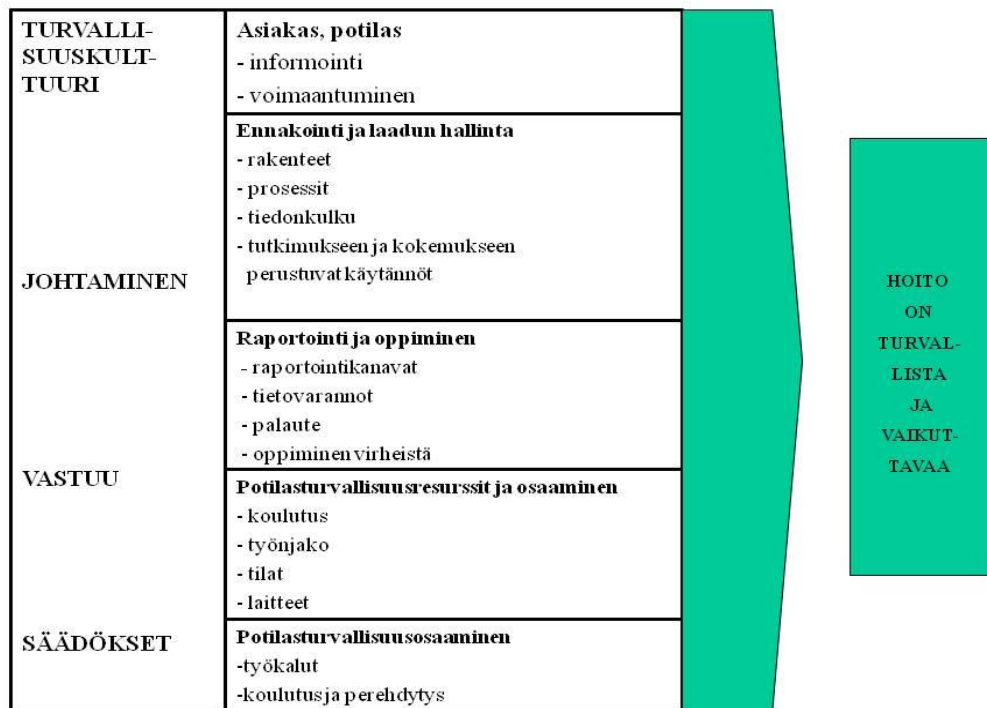 TURVALLI-
SUUSKULT-
TUURI
JOHTAMINEN
VASTUU
SÄÄDÖKSET
Asiakas, potilas
- informointi
- voimaantuminen
Ennakointi ja laadun hallinta
- rakenteet
- prosessit
- tiedonkulku
- tutkimukseen ja kokemukseen
perustuvat käytännöt
Raportointi ja oppiminen
- raportointikanavat
- tietovarannot
- palaute
- oppiminen virheistä
Potilasturvallisuusresurssit ja osaaminen
- koulutus
- työnjako
- tilat
- laitteet
Potilasturvallisuusosaaminen
-työkalut
-koulutus ja perehdytys
HOITO
ON
TURVAL-
LISTA
JA
VAIKUT-
TAVAA